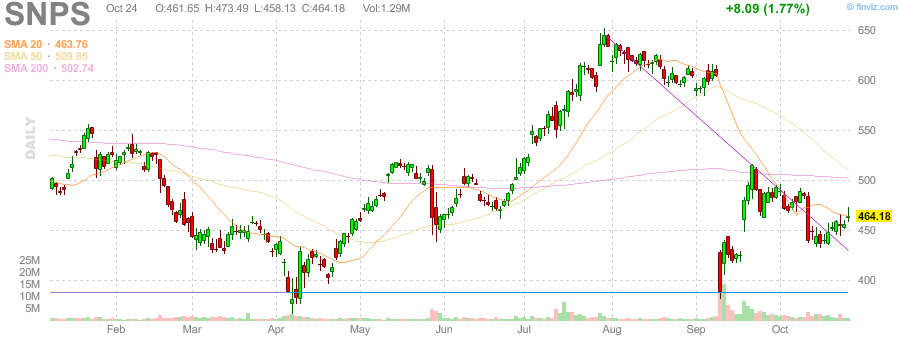 SNPS Oct 24 O:461.65 H:473.49 L:458.13 C:464.18 Vol:1.29M +8.09 (1.77%) © finviz.com
SMA 20 · 463.76
SMA 50 · 509.85
SMA 200 · 502.74
DAILY
650
600
550
500
464.18
450
400
25M
20M
15M
10M
5M
Feb Mar Apr May Jun Jul Aug Sep Oct